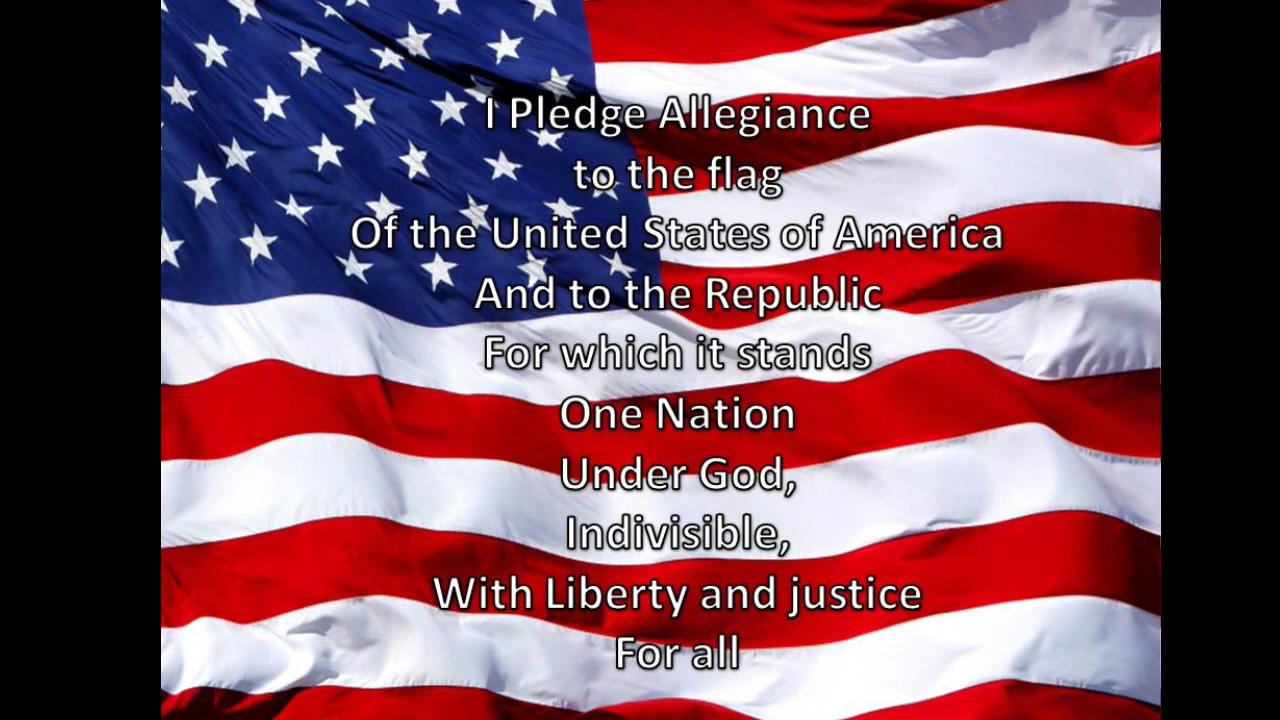 I Pledge Allegiance
to the flag
Of the United States of America
And to the Republic
For which it stands
One Nation
Under God,
Indivisible,
With Liberty and justice
For all